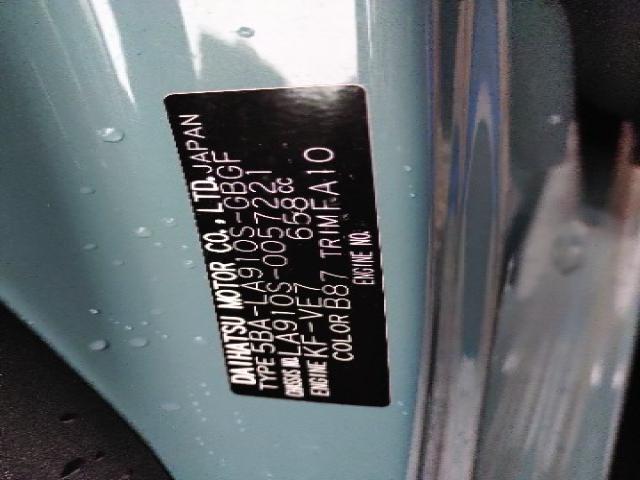 DAIHATSU MOTOR CO., LTD. JAPAN
TYPE 5BA-LA910S-GBGF
CHASSIS NO. LA910S-0057221
ENGINE KF-VE7 658cc
COLOR B87 TRIM FA10
ENGINE NO.